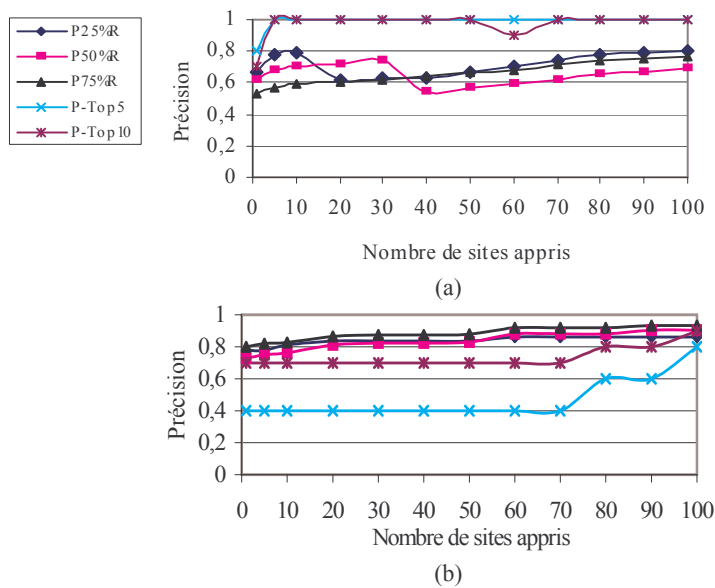 P25%R
P50%R
P75%R
P-Top5
P-Top10
Précision
1
0,8
0,6
0,4
0,2
0
0 10 20 30 40 50 60 70 80 90 100
Nombre de sites appris
(a)
Précision
1
0,8
0,6
0,4
0,2
0
0 10 20 30 40 50 60 70 80 90 100
Nombre de sites appris
(b)